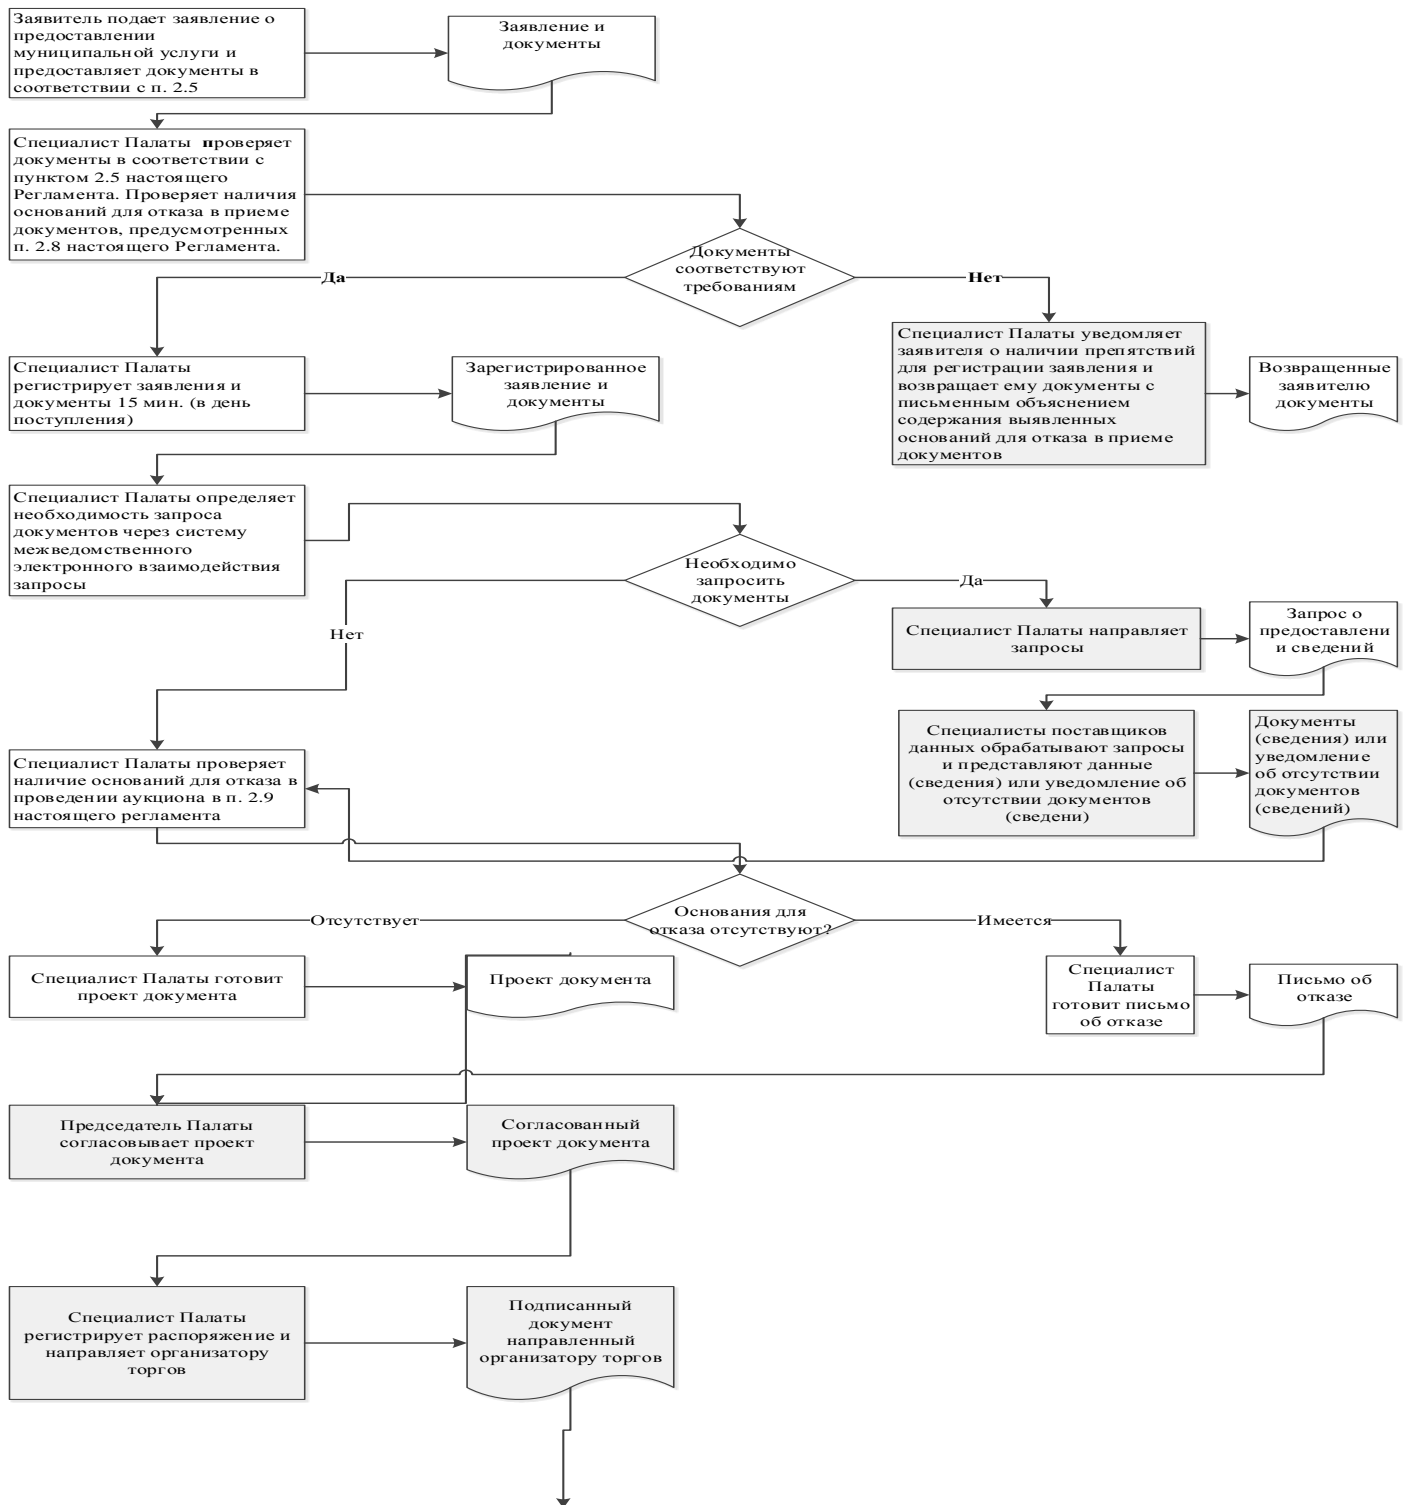 Заявитель подает заявление о
предоставлении
муниципальной услуги и
предоставляет документы в
соответствии с п. 2.5
Заявление и
документы
Специалист Палаты проверяет
документы в соответствии с
пунктом 2.5 настоящего
Регламента. Проверяет наличия
оснований для отказа в приеме
документов, предусмотренных
п. 2.8 настоящего Регламента.
Документы
соответствуют
требованиям
Да
Нет
Специалист Палаты уведомляет
заявителя о наличии препятствий
для регистрации заявления и
возвращает ему документы с
письменным объяснением
содержания выявленных
оснований для отказа в приеме
документов
Возвращенные
заявителю
документы
Специалист Палаты
регистрирует заявления и
документы 15 мин. (в день
поступления)
Зарегистрированное
заявление и
документы
Специалист Палаты определяет
необходимость запроса
документов через систему
межведомственного
электронного взаимодействия
запросы
Необходимо
запросить
документы
Да
Нет
Специалист Палаты направляет
запросы
Запрос о
предоставлени
и сведений
Специалисты поставщиков
данных обрабатывают запросы
и представляют данные
(сведения) или уведомление об
отсутствии документов
(сведени)
Документы
(сведения) или
уведомление
об отсутствии
документов
(сведений)
Специалист Палаты проверяет
наличие оснований для отказа в
проведении аукциона в п. 2.9
настоящего регламента
Основания для
отказа отсутствуют?
Отсутствует
Имеется
Специалист Палаты готовит
проект документа
Проект документа
Специалист
Палаты
готовит письмо
об отказе
Письмо об
отказе
Председатель Палаты
согласовывает проект
документа
Согласованный
проект документа
Специалист Палаты
регистрирует распоряжение и
направляет организатору
торгов
Подписанный
документ
направленный
организатору торгов